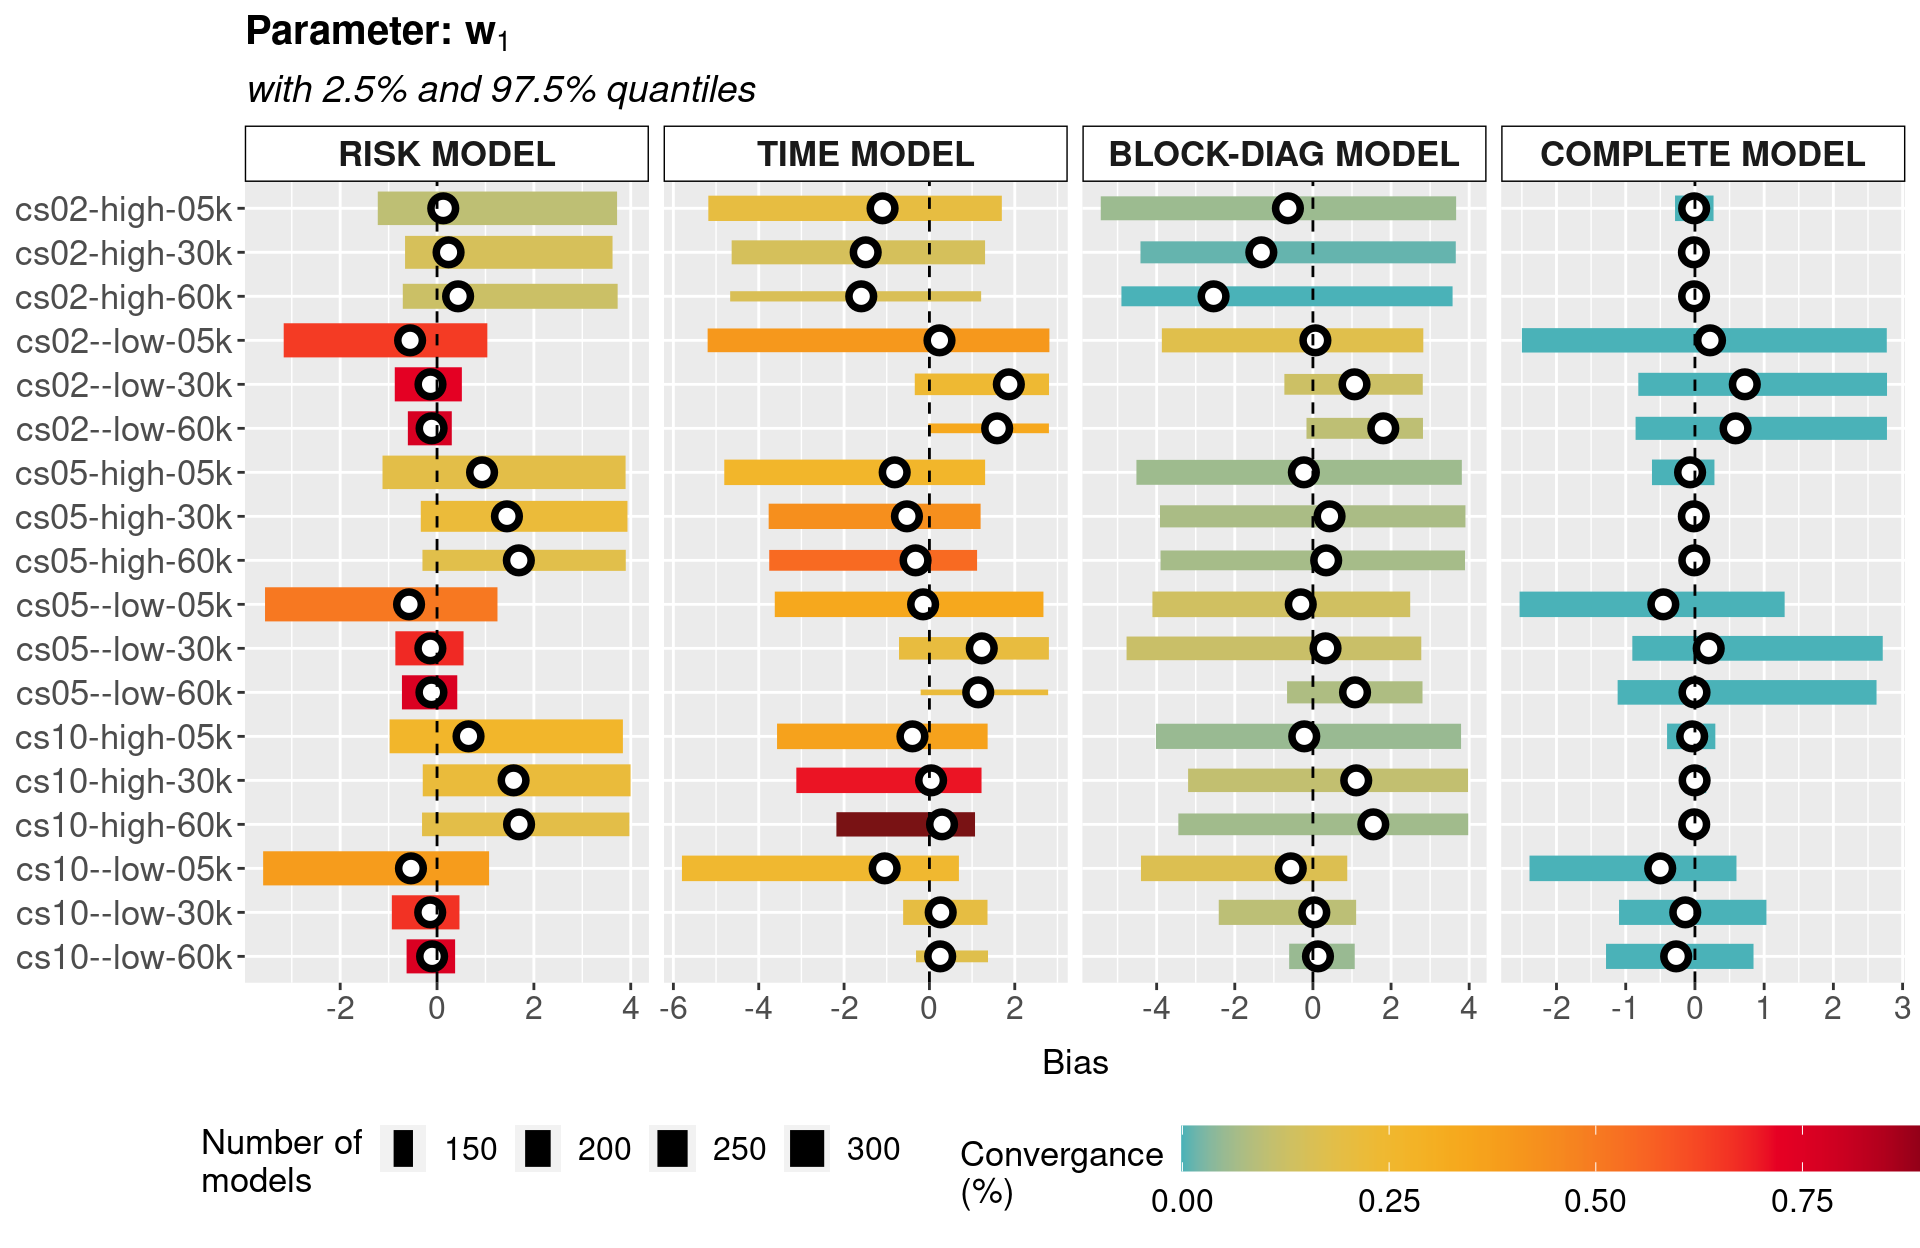 Parameter: w1
with 2.5% and 97.5% quantiles
RISK MODEL TIME MODEL BLOCK-DIAG MODEL COMPLETE MODEL
cs02-high-05k
cs02-high-30k
cs02-high-60k
cs02--low-05k
cs02--low-30k
cs02--low-60k
cs05-high-05k
cs05-high-30k
cs05-high-60k
cs05--low-05k
cs05--low-30k
cs05--low-60k
cs10-high-05k
cs10-high-30k
cs10-high-60k
cs10--low-05k
cs10--low-30k
cs10--low-60k
-2 0 2 4 -6 -4 -2 0 2 -4 -2 0 2 4 -2 -1 0 1 2 3
Bias
Number of models 150 200 250 300
Convergance (%) 0.00 0.25 0.50 0.75